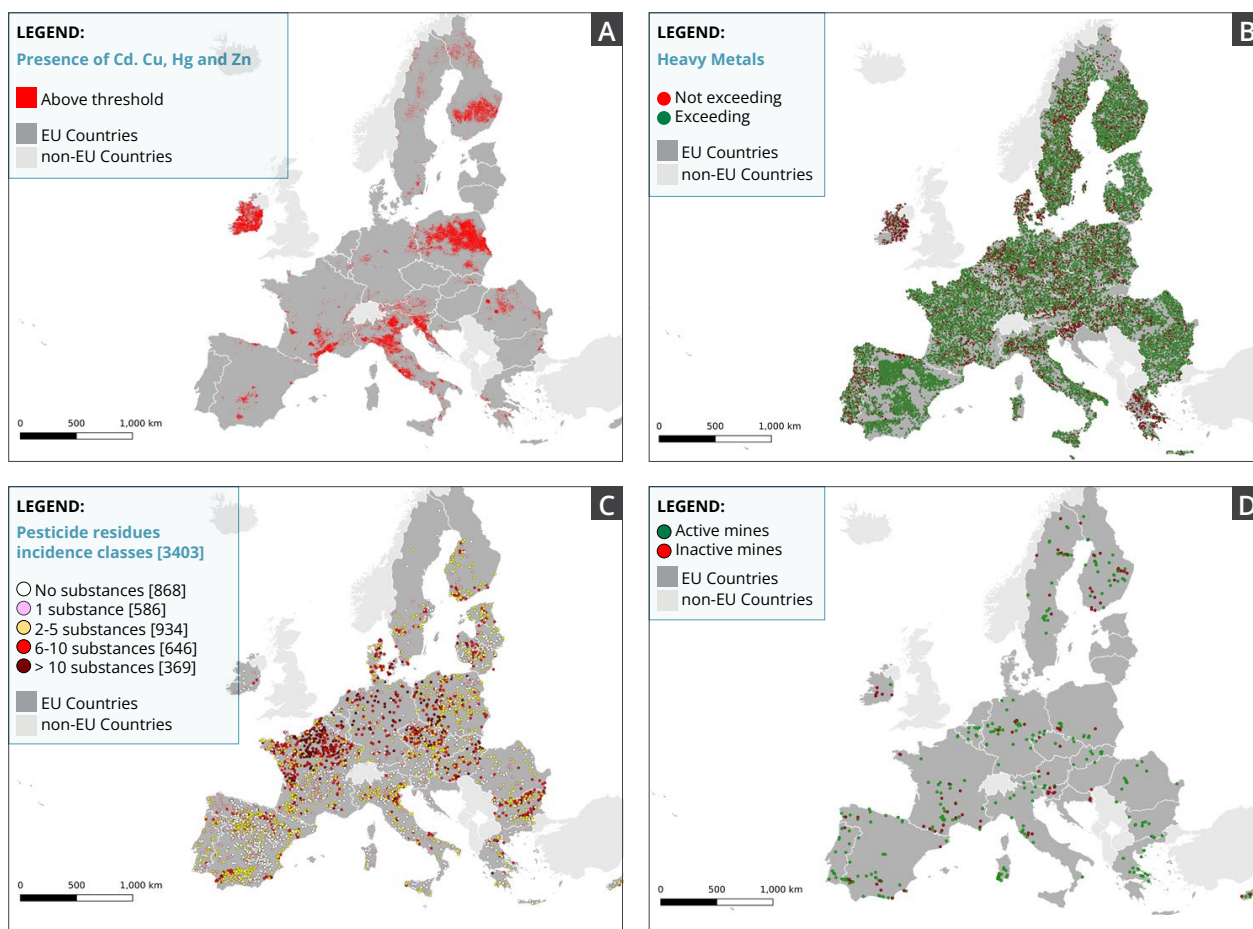 LEGEND:
A
Presence of Cd. Cu, Hg and Zn
Above threshold
EU Countries
non-EU Countries
0 500 1,000 km
LEGEND:
B
Heavy Metals
Not exceeding
Exceeding
EU Countries
non-EU Countries
0 500 1,000 km
LEGEND:
C
Pesticide residues
incidence classes [3403]
No substances [868]
1 substance [586]
2-5 substances [934]
6-10 substances [646]
> 10 substances [369]
EU Countries
non-EU Countries
0 500 1,000 km
LEGEND:
D
Active mines
Inactive mines
EU Countries
non-EU Countries
0 500 1,000 km